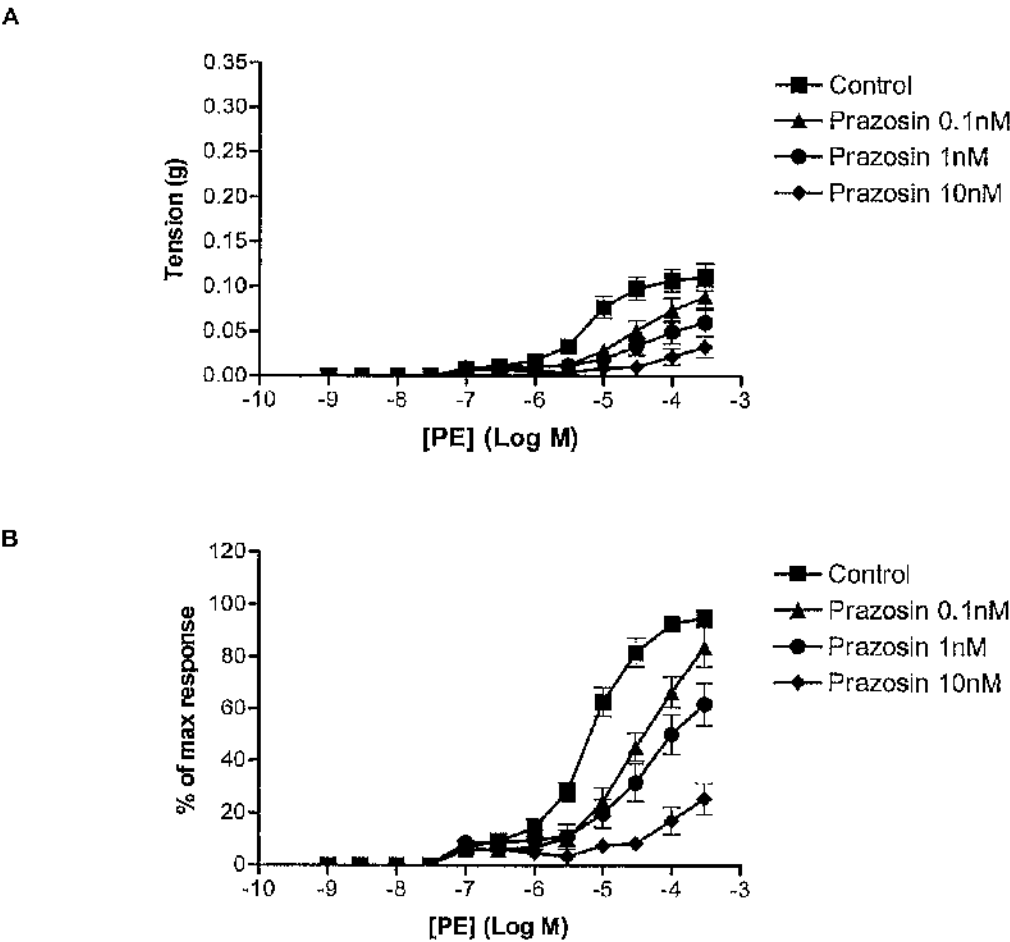 A
0.35
0.30
0.25
0.20
0.15
0.10
0.05
0.00
Tension (g)
-10 -9 -8 -7 -6 -5 -4 -3
[PE] (Log M)
Control
Prazosin 0.1nM
Prazosin 1nM
Prazosin 10nM
B
120
100
80
60
40
20
0
% of max response
-10 -9 -8 -7 -6 -5 -4 -3
[PE] (Log M)
Control
Prazosin 0.1nM
Prazosin 1nM
Prazosin 10nM